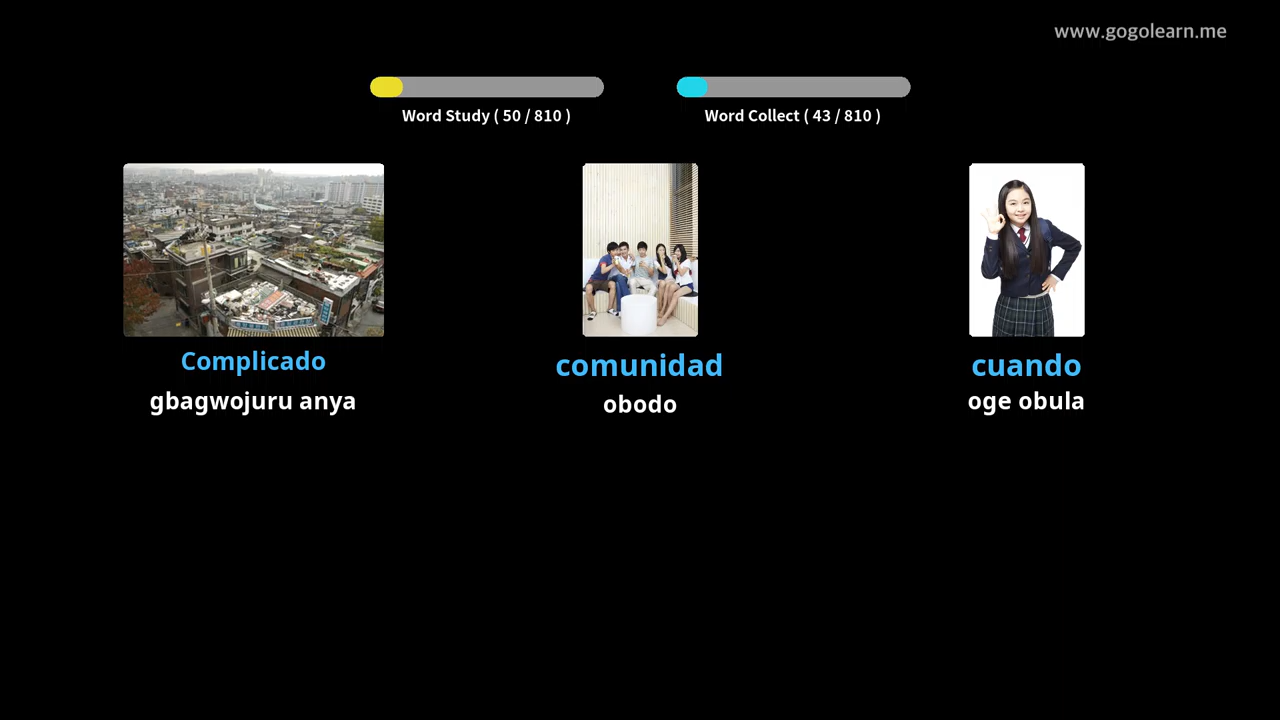 www.gogolearn.me
Word Study ( 50 / 810 )
Word Collect ( 43 / 810 )
Complicado
gbagwojuru anya
comunidad
obodo
cuando
oge obula